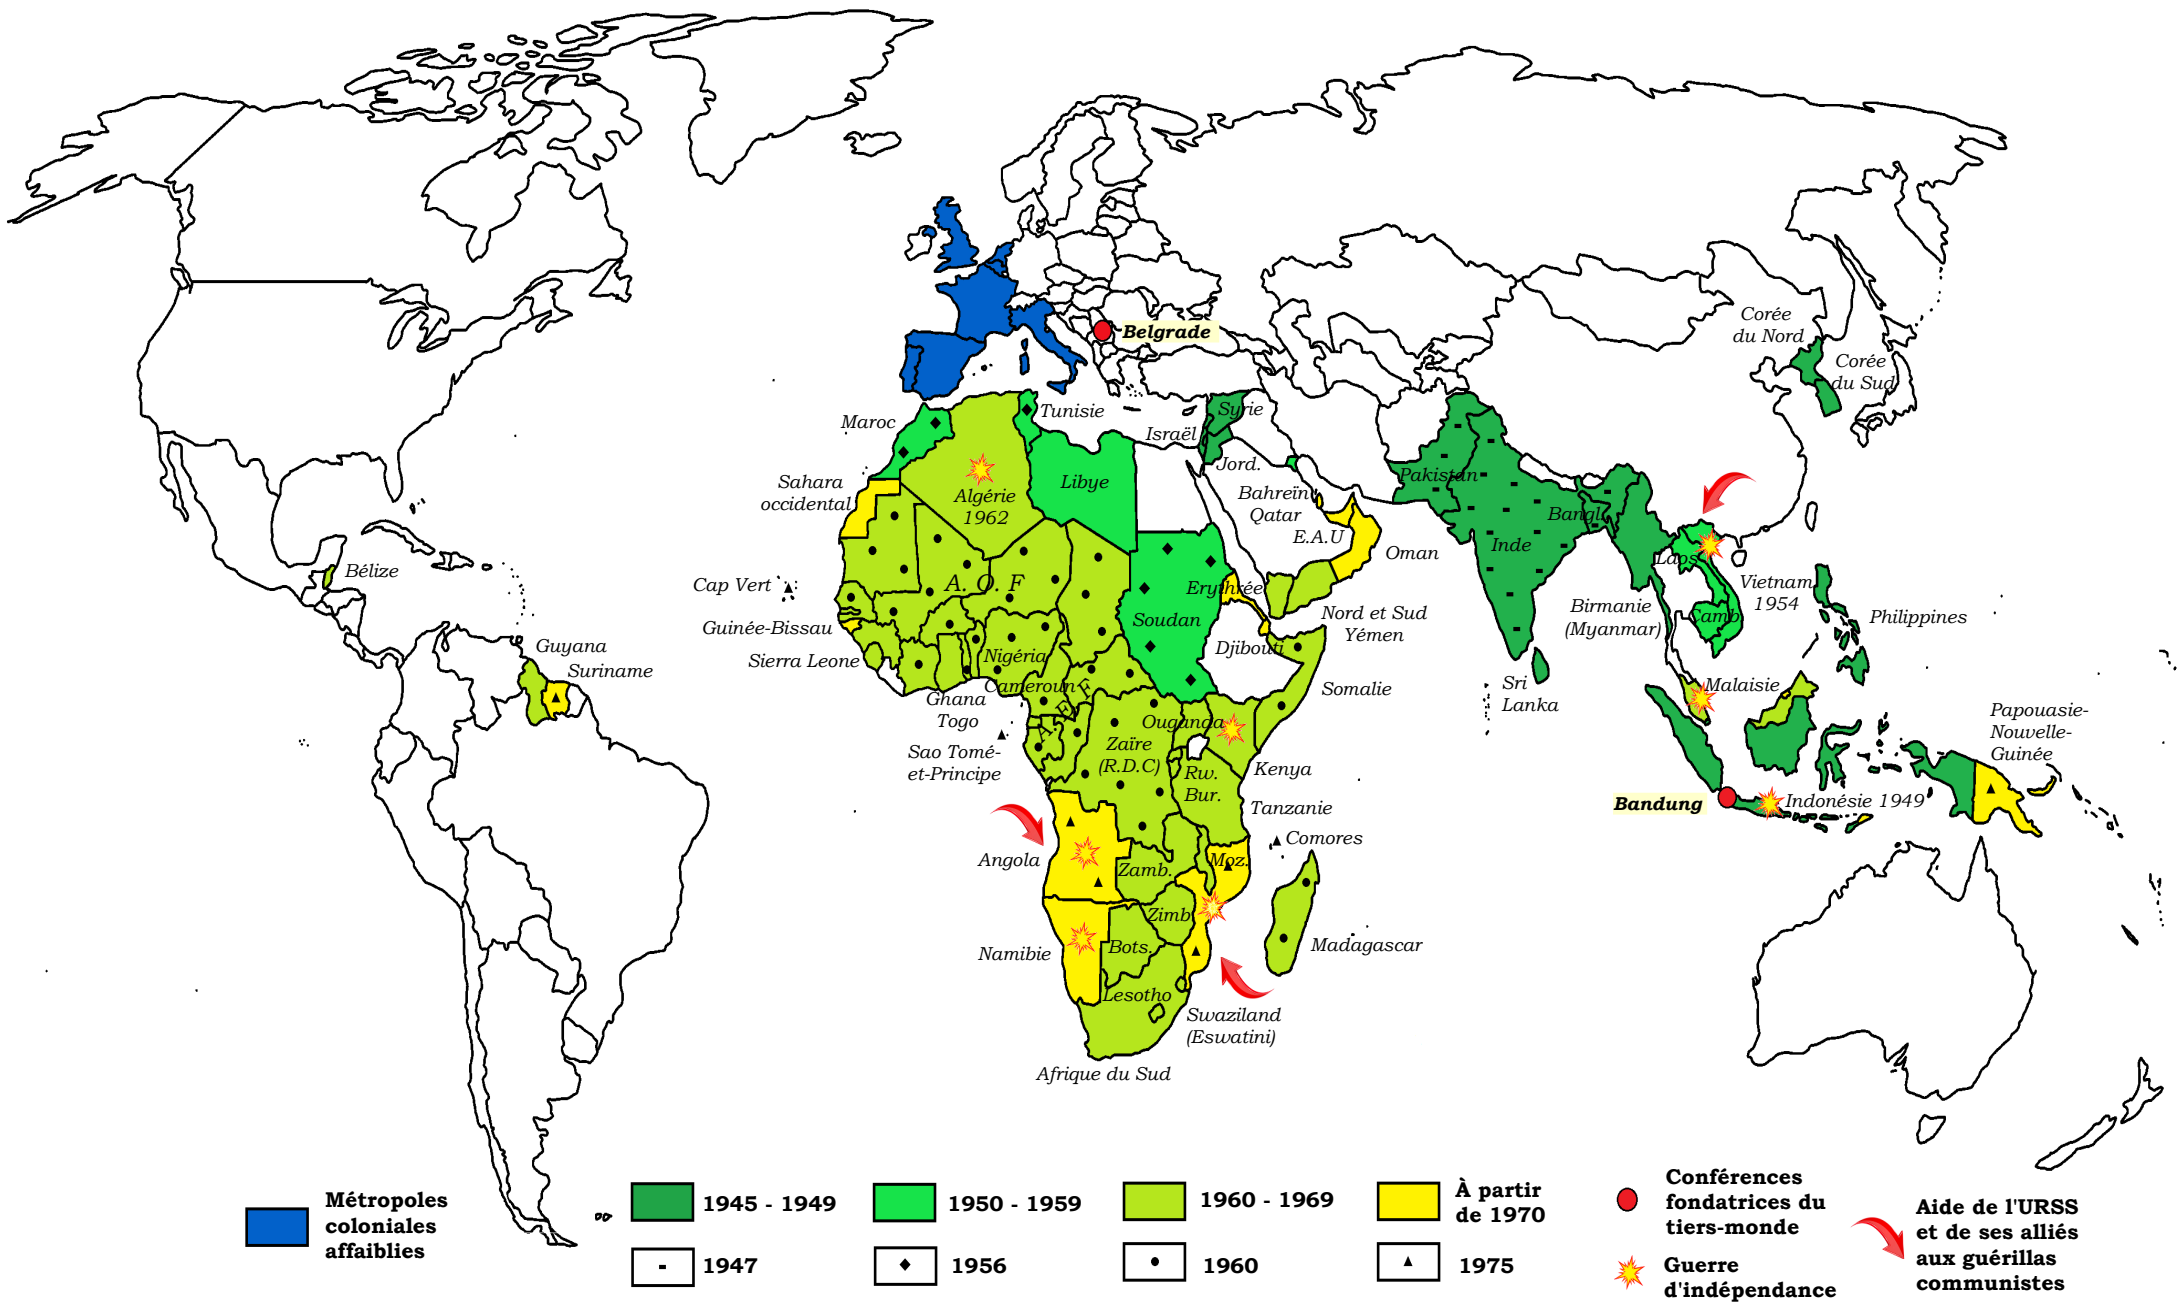 Corée
du Nord
Belgrade
Corée
du Sud
Maroc
Tunisie
Syrie
Israël
Jord.
Sahara
occidental
Algérie
1962
Libye
Bahreïn
Qatar
E.A.U
Oman
Pakistan
Inde
Bangl.
Laos
Vietnam
1954
Camb.
Birmanie
(Myanmar)
Philippines
Bélize
Cap Vert
A. O. F
Erythrée
Nord et Sud
Yémen
Guinée-Bissau
Soudan
Djibouti
Sierra Leone
Nigéria
Guyana
Suriname
Ghana
Togo
Cameroun
A. E. F
Somalie
Sri
Lanka
Malaisie
Sao Tomé-
et-Principe
Ouganda
Zaïre
(R.D.C)
Rw.
Bur.
Kenya
Tanzanie
Papouasie-
Nouvelle-
Guinée
Bandung
Indonésie 1949
Comores
Angola
Zamb.
Moz.
Zimb.
Namibie
Bots.
Madagascar
Lesotho
Swaziland
(Eswatini)
Afrique du Sud
Métropoles
coloniales
affaiblies
1945 - 1949
1950 - 1959
1960 - 1969
À partir
de 1970
1947
1956
1960
1975
Conférences
fondatrices du
tiers-monde
Guerre
d'indépendance
Aide de l'URSS
et de ses alliés
aux guérillas
communistes